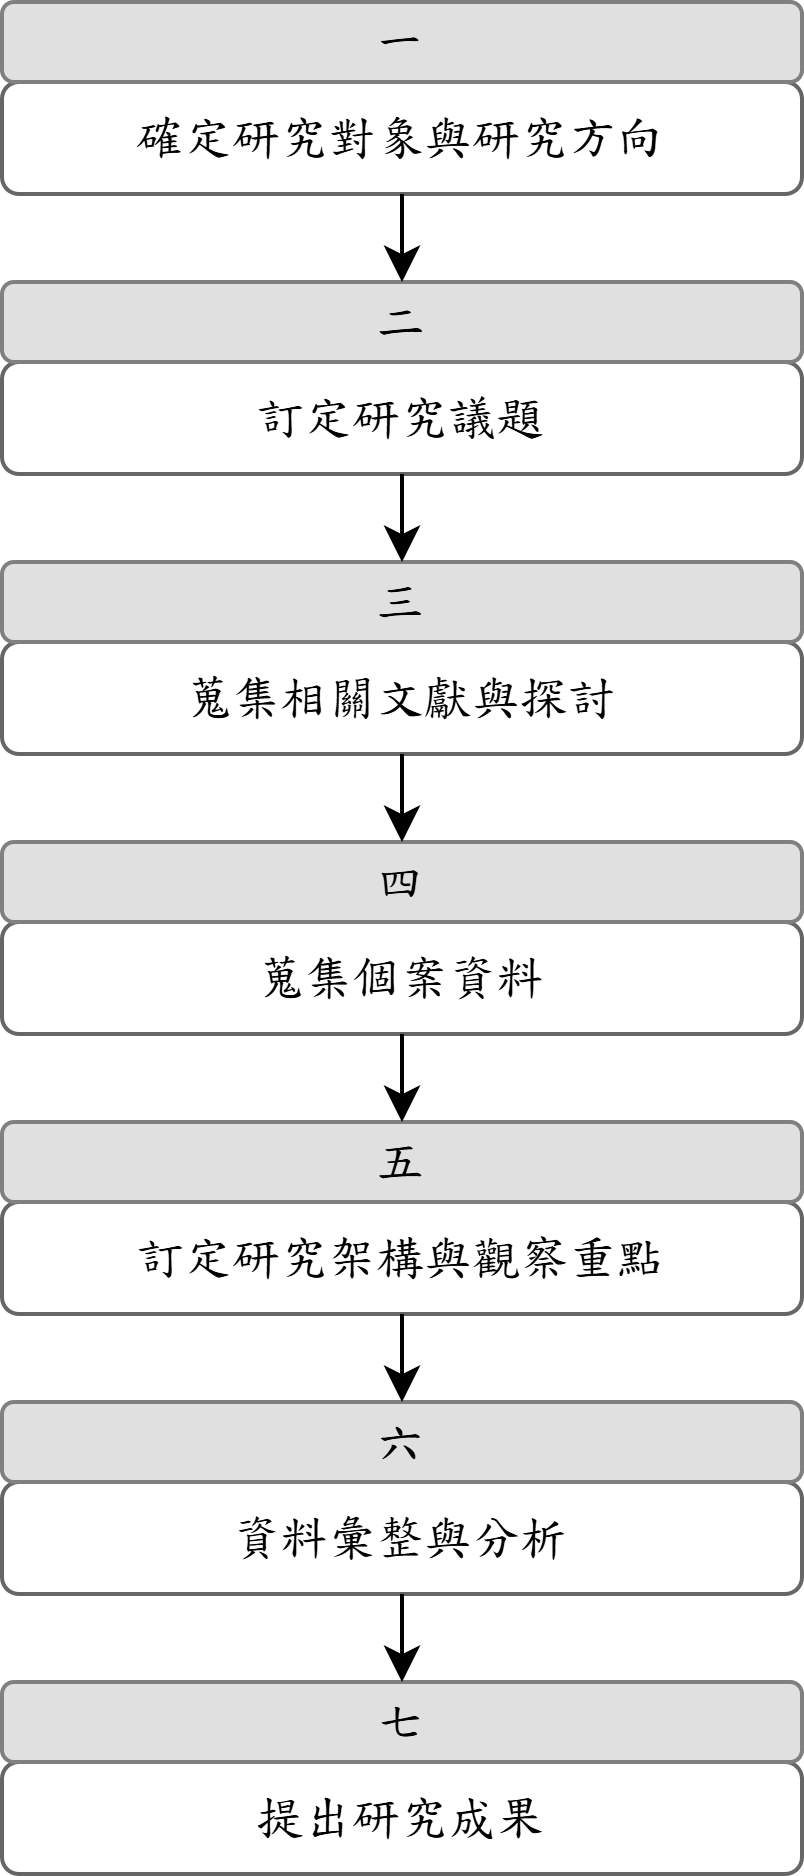 一
確定研究對象與研究方向
二
訂定研究議題
三
蒐集相關文獻與探討
四
蒐集個案資料
五
訂定研究架構與觀察重點
六
資料彙整與分析
七
提出研究成果